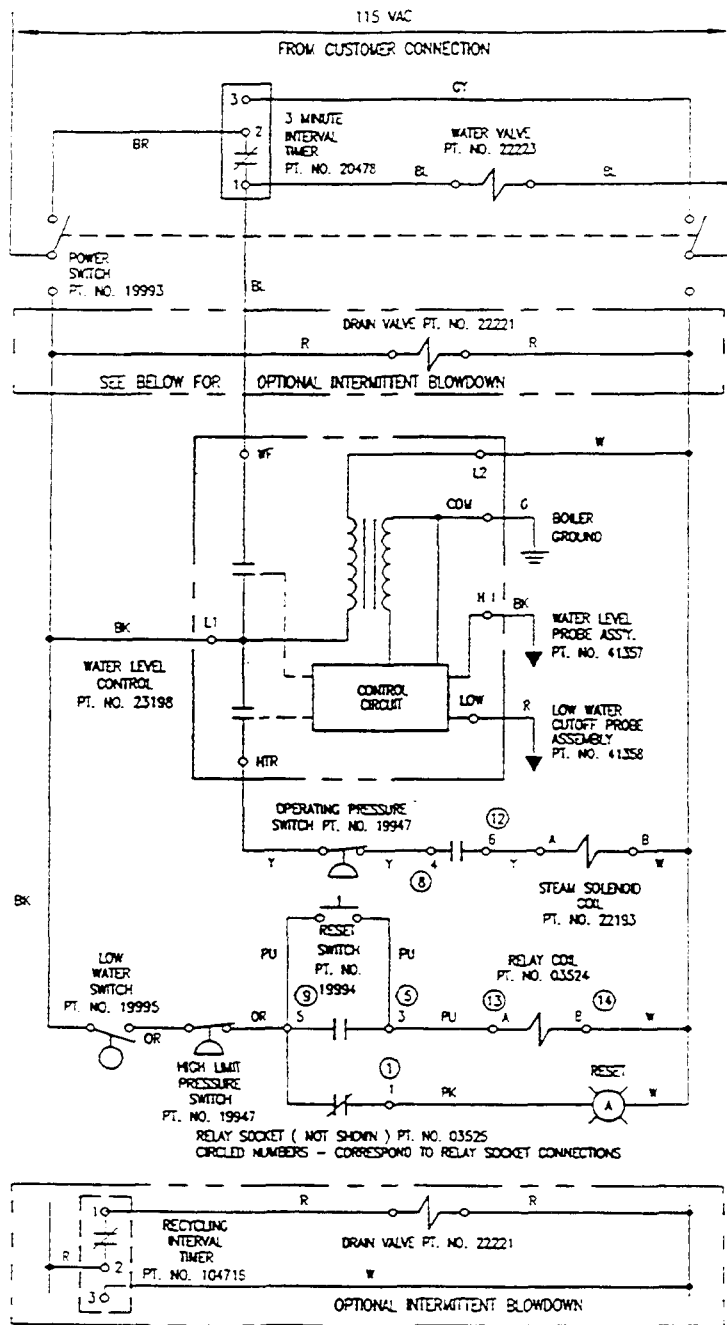 115 VAC
FROM CUSTOMER CONNECTION
3
GY
2
3 MINUTE
INTERVAL
TIMER
PT. NO. 20478
WATER VALVE
PT. NO. 22223
BR
1
BL
BL
POWER
SWITCH
PT. NO. 19993
BL
DRAIN VALVE PT. NO. 22221
R
R
SEE BELOW FOR OPTIONAL INTERMITTENT BLOWDOWN
WF
W
L2
COM
G
BOILER
GROUND
H 1
BK
BK
L1
WATER LEVEL
PROBE ASS'Y.
PT. NO. 41357
WATER LEVEL
CONTROL
PT. NO. 23198
CONTROL
CIRCUIT
LOW
R
LOW WATER
CUTOFF PROBE
ASSEMBLY
PT. NO. 41358
HTR
OPERATING PRESSURE
SWITCH PT. NO. 19947
12
Y
Y
4
6
Y
A
B
W
8
STEAM SOLENOID
COIL
PT. NO. 22193
BK
RESET
SWITCH
PT. NO.
19994
PU
PU
RELAY COIL
PT. NO. 03524
LOW
WATER
SWITCH
PT. NO. 19995
9
5
13
14
OR
OR
5
3
PU
A
B
W
HIGH LIMIT
PRESSURE
SWITCH
PT. NO. 19947
1
1
PK
RESET
A
W
RELAY SOCKET ( NOT SHOWN ) PT. NO. 03525
CIRCLED NUMBERS - CORRESPOND TO RELAY SOCKET CONNECTIONS
1
R
R
RECYCLING
INTERVAL
TIMER
PT. NO. 104715
DRAIN VALVE PT. NO. 22221
R
2
W
3
OPTIONAL INTERMITTENT BLOWDOWN